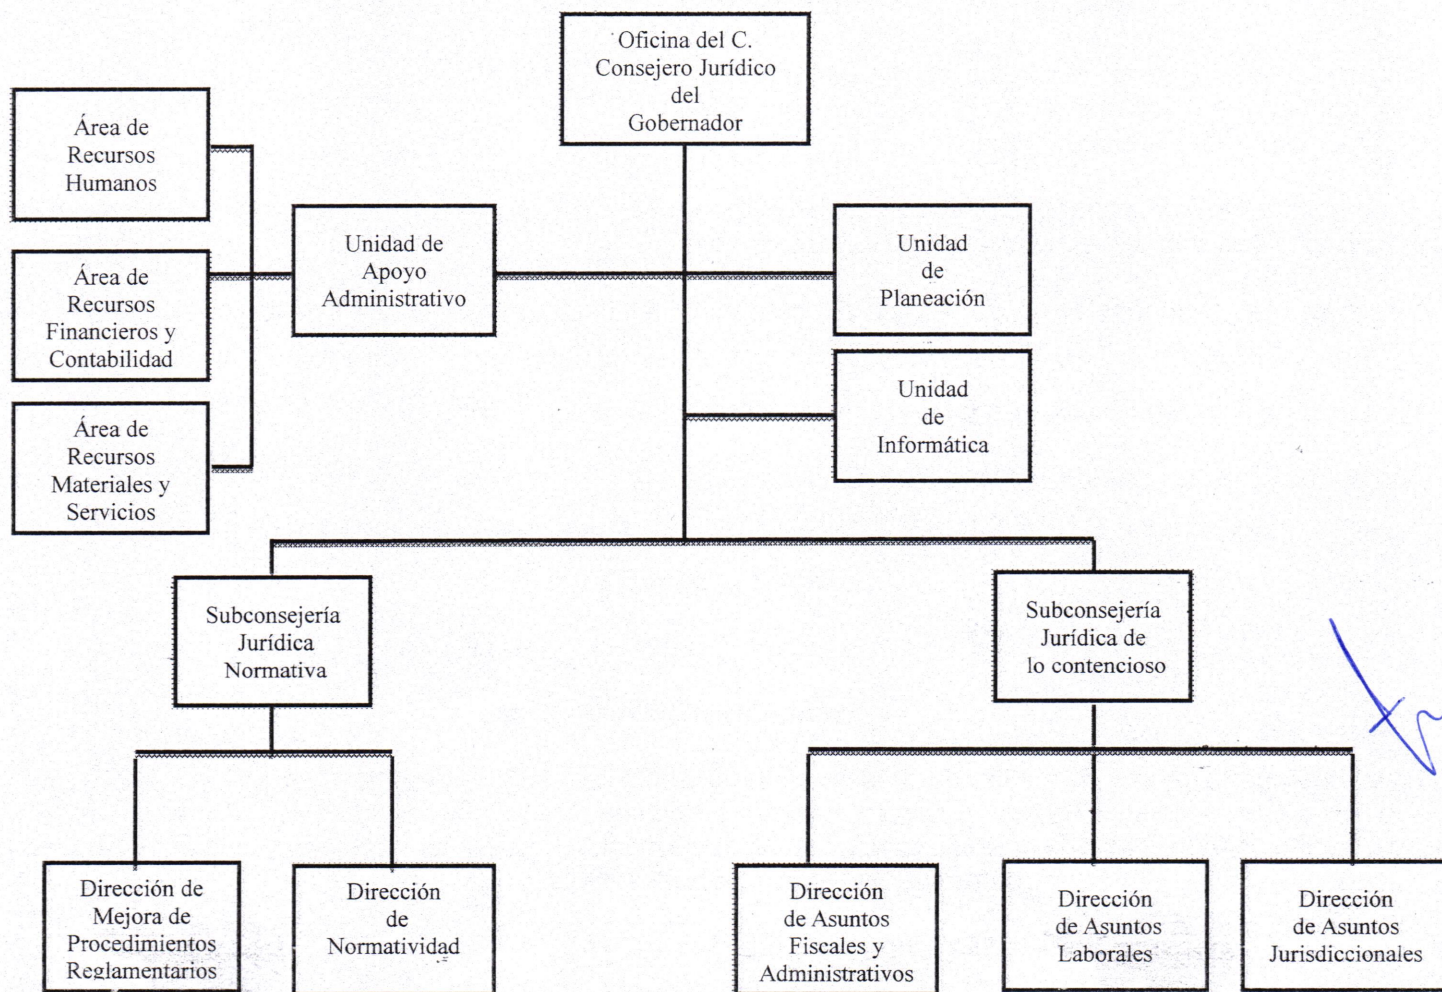 Oficina del C.
Consejero Jurídico
del
Gobernador
Área de
Recursos
Humanos
Unidad de
Apoyo
Administrativo
Unidad
de
Planeación
Área de
Recursos
Financieros y
Contabilidad
Unidad
de
Informática
Área de
Recursos
Materiales y
Servicios
Subconsejería
Jurídica
Normativa
Subconsejería
Jurídica de
lo contencioso
Dirección de
Mejora de
Procedimientos
Reglamentarios
Dirección
de
Normatividad
Dirección
de Asuntos
Fiscales y
Administrativos
Dirección
de Asuntos
Laborales
Dirección
de Asuntos
Jurisdiccionales